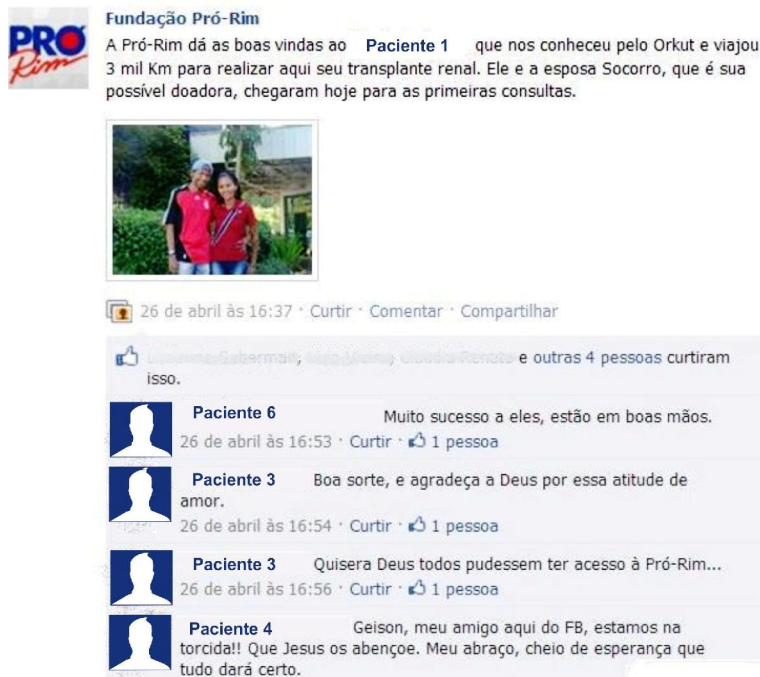 PRÓ
Rim
Fundação Pró-Rim
A Pró-Rim dá as boas vindas ao Paciente 1 que nos conheceu pelo Orkut e viajou
3 mil Km para realizar aqui seu transplante renal. Ele e a esposa Socorro, que é sua
possível doadora, chegaram hoje para as primeiras consultas.
26 de abril às 16:37 · Curtir · Comentar · Compartilhar
e outras 4 pessoas curtiram
isso.
Paciente 6 Muito sucesso a eles, estão em boas mãos.
26 de abril às 16:53 · Curtir · 1 pessoa
Paciente 3 Boa sorte, e agradeça a Deus por essa atitude de
amor.
26 de abril às 16:54 · Curtir · 1 pessoa
Paciente 3 Quisera Deus todos pudessem ter acesso à Pró-Rim...
26 de abril às 16:56 · Curtir · 1 pessoa
Paciente 4 Geison, meu amigo aqui do FB, estamos na
torcida!! Que Jesus os abençoe. Meu abraço, cheio de esperança que
tudo dará certo.